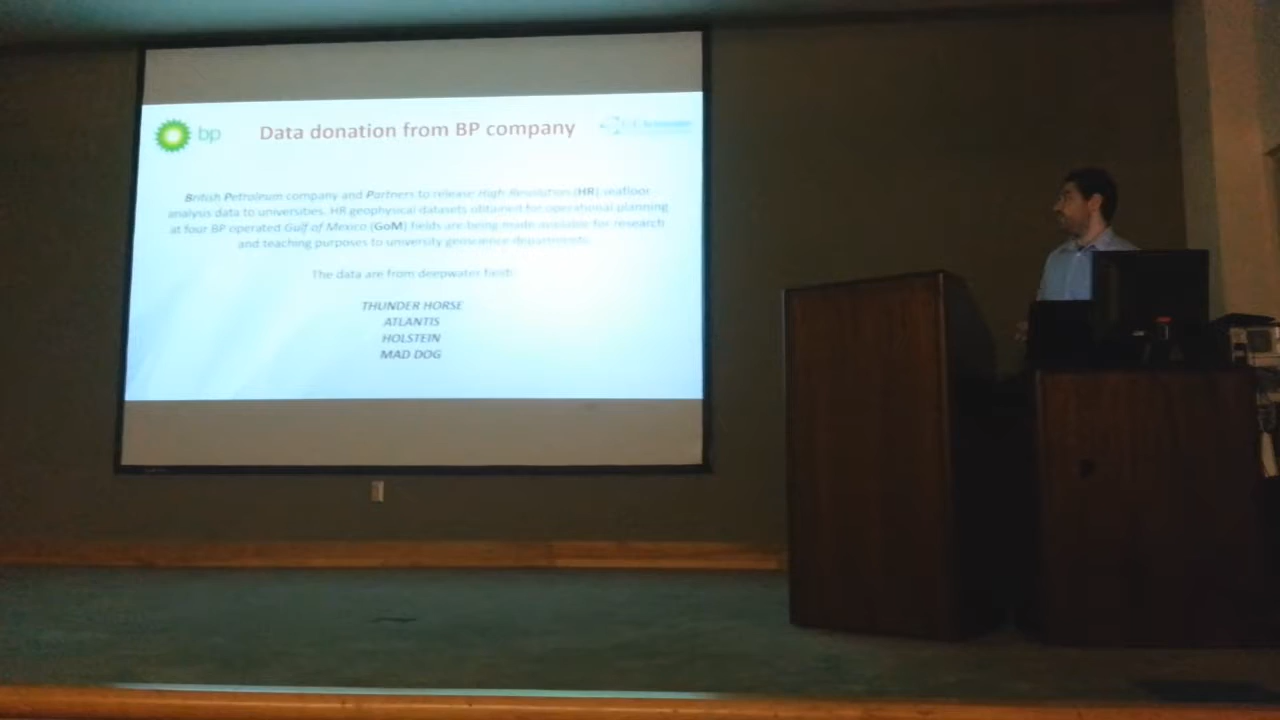 bp
Data donation from BP company
British Petroleum company and Partners to release High Resolution (HR) seafloor
analysis data to universities. HR geophysical datasets obtained for operational planning
at four BP operated Gulf of Mexico (GoM) fields are being made available for research
and teaching purposes to university geoscience departments.
The data are from deepwater field:
THUNDER HORSE
ATLANTIS
HOLSTEIN
MAD DOG